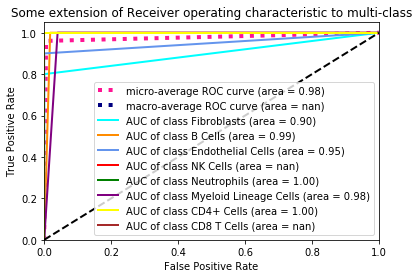 Some extension of Receiver operating characteristic to multi-class
True Positive Rate
1.0
0.8
0.6
0.4
0.2
0.0
micro-average ROC curve (area = 0.98)
macro-average ROC curve (area = nan)
AUC of class Fibroblasts (area = 0.90)
AUC of class B Cells (area = 0.99)
AUC of class Endothelial Cells (area = 0.95)
AUC of class NK Cells (area = nan)
AUC of class Neutrophils (area = 1.00)
AUC of class Myeloid Lineage Cells (area = 0.98)
AUC of class CD4+ Cells (area = 1.00)
AUC of class CD8 T Cells (area = nan)
0.0 0.2 0.4 0.6 0.8 1.0
False Positive Rate